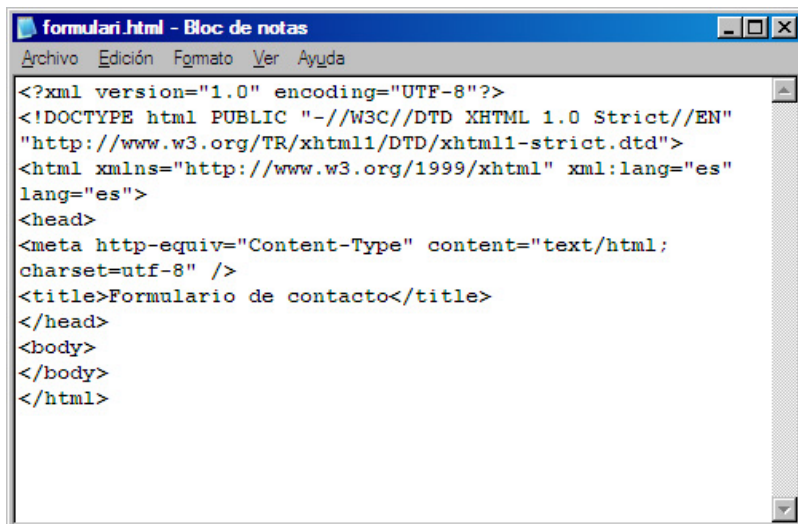 formulari.html - Bloc de notas
Archivo Edición Formato Ver Ayuda
<?xml version="1.0" encoding="UTF-8"?>
<!DOCTYPE html PUBLIC "-//W3C//DTD XHTML 1.0 Strict//EN"
"http://www.w3.org/TR/xhtml1/DTD/xhtml1-strict.dtd">
<html xmlns="http://www.w3.org/1999/xhtml" xml:lang="es"
lang="es">
<head>
<meta http-equiv="Content-Type" content="text/html;
charset=utf-8" />
<title>Formulario de contacto</title>
</head>
<body>
</body>
</html>